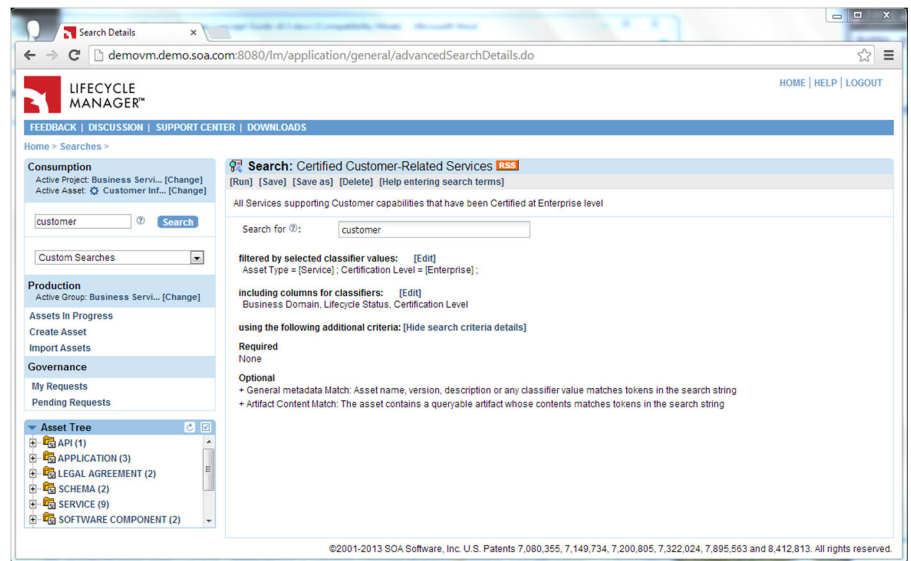 Search Details
demovm.demo.soa.com:8080/lm/application/general/advancedSearchDetails.do
LIFECYCLE
MANAGER™
HOME | HELP | LOGOUT
FEEDBACK | DISCUSSION | SUPPORT CENTER | DOWNLOADS
Home > Searches >
Consumption
Active Project: Business Servi... [Change]
Active Asset: Customer Inf... [Change]
customer
Search
Custom Searches
Production
Active Group: Business Servi... [Change]
Assets In Progress
Create Asset
Import Assets
Governance
My Requests
Pending Requests
Asset Tree
API (1)
APPLICATION (3)
LEGAL AGREEMENT (2)
SCHEMA (2)
SERVICE (9)
SOFTWARE COMPONENT (2)
Search: Certified Customer-Related Services RSS
[Run] [Save] [Save as] [Delete] [Help entering search terms]
All Services supporting Customer capabilities that have been Certified at Enterprise level
Search for ?: customer
filtered by selected classifier values: [Edit]
Asset Type = [Service] ; Certification Level = [Enterprise] ;
including columns for classifiers: [Edit]
Business Domain, Lifecycle Status, Certification Level
using the following additional criteria: [Hide search criteria details]
Required
None
Optional
+ General metadata Match: Asset name, version, description or any classifier value matches tokens in the search string
+ Artifact Content Match: The asset contains a queryable artifact whose contents matches tokens in the search string
©2001-2013 SOA Software, Inc. U.S. Patents 7,080,355, 7,149,734, 7,200,805, 7,322,024, 7,895,563 and 8,412,813. All rights reserved.